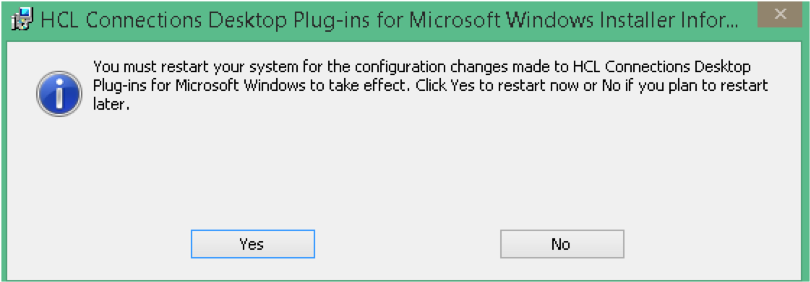 HCL Connections Desktop Plug-ins for Microsoft Windows Installer Infor...
You must restart your system for the configuration changes made to HCL Connections Desktop
Plug-ins for Microsoft Windows to take effect. Click Yes to restart now or No if you plan to restart
later.
Yes
No